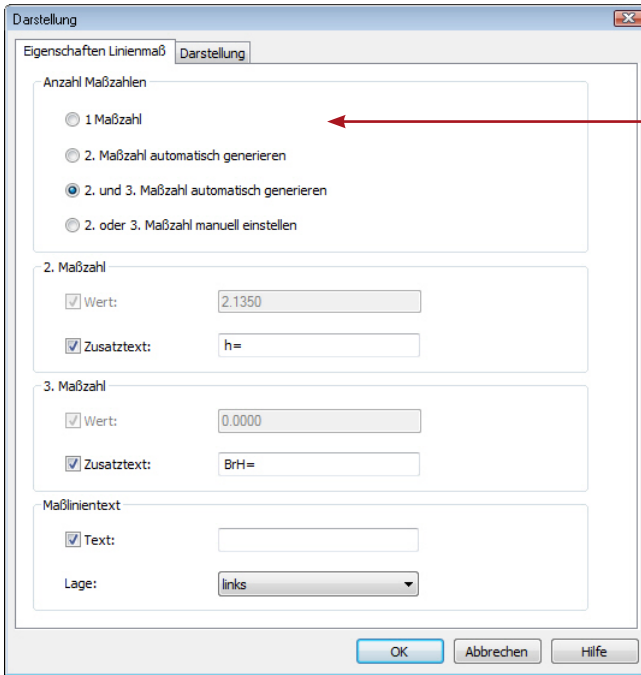 Darstellung
Eigenschaften Linienmaß Darstellung
Anzahl Maßzahlen
1 Maßzahl
2. Maßzahl automatisch generieren
2. und 3. Maßzahl automatisch generieren
2. oder 3. Maßzahl manuell einstellen
2. Maßzahl
Wert: 2.1350
Zusatztext: h=
3. Maßzahl
Wert: 0.0000
Zusatztext: BrH=
Maßlinientext
Text:
Lage: links
OK Abbrechen Hilfe